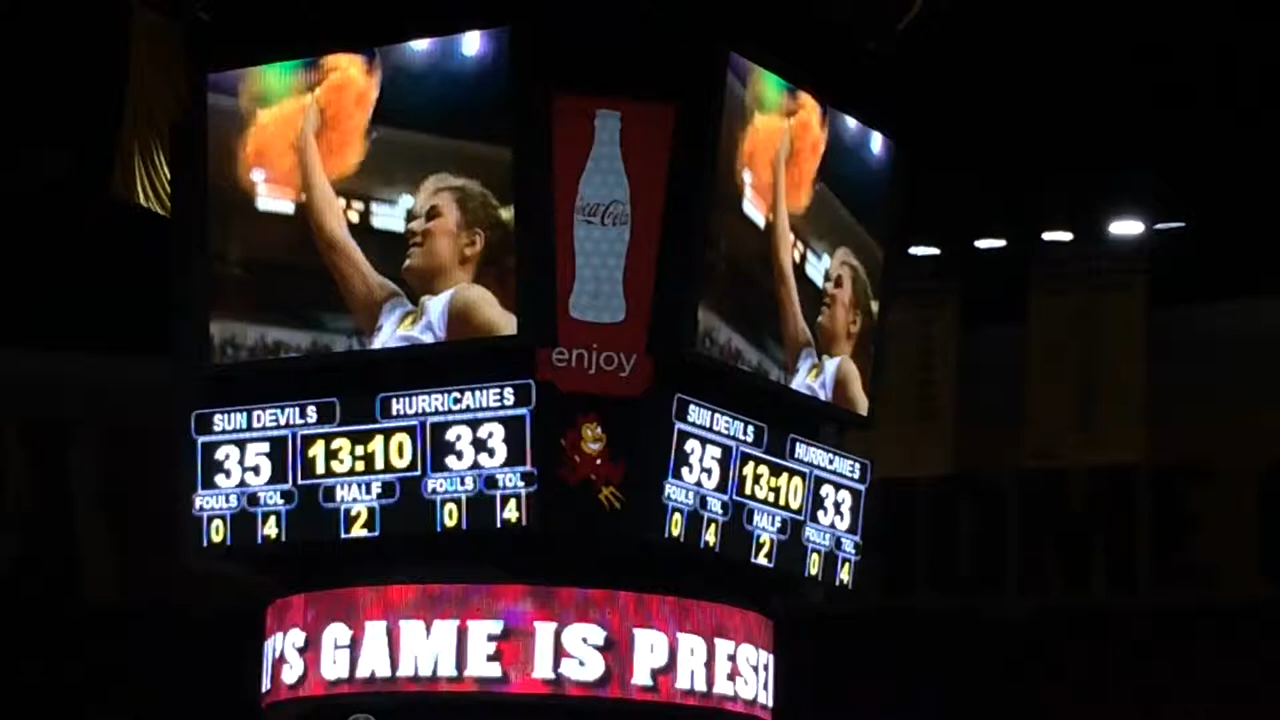 Coca-Cola
enjoy
SUN DEVILS HURRICANES
35 13:10 33
FOULS TOL HALF FOULS TOL
0 4 2 0 4
SUN DEVILS HURRICANES
35 13:10 33
FOULS TOL HALF FOULS TOL
0 4 2 0 4
'S GAME IS PRESE